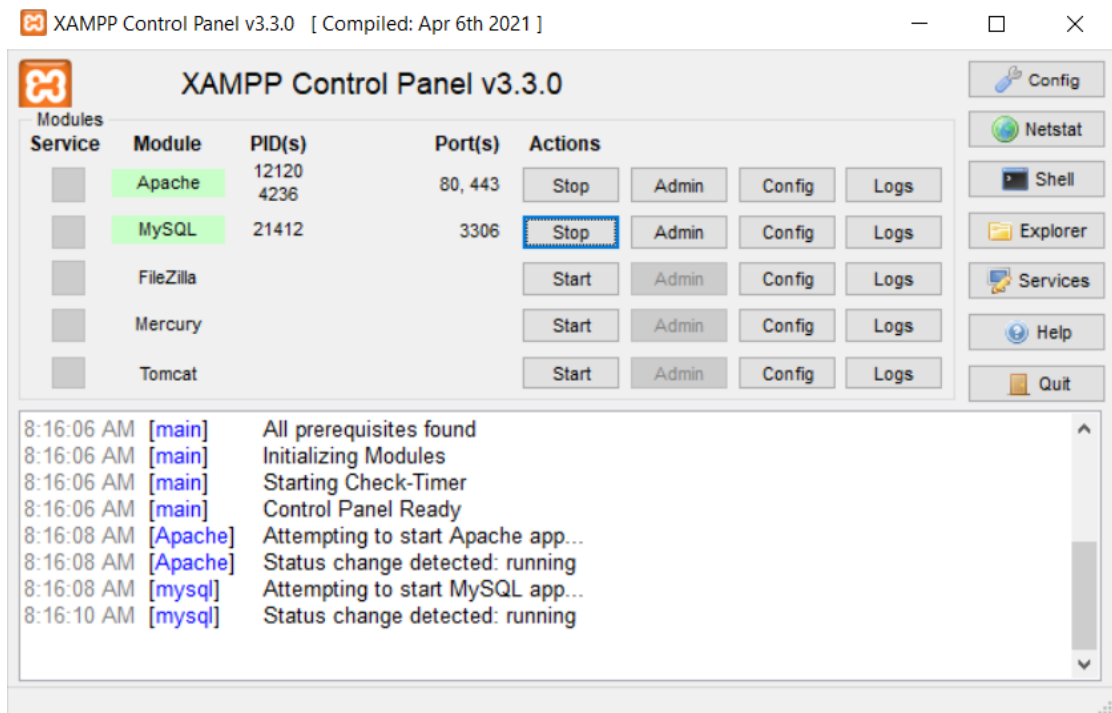 XAMPP Control Panel v3.3.0 [ Compiled: Apr 6th 2021 ]
XAMPP Control Panel v3.3.0
Config
Modules
Service Module PID(s) Port(s) Actions
Netstat
Apache 12120 4236 80, 443 Stop Admin Config Logs
Shell
MySQL 21412 3306 Stop Admin Config Logs
Explorer
FileZilla Start Admin Config Logs
Services
Mercury Start Admin Config Logs
Help
Tomcat Start Admin Config Logs
Quit
8:16:06 AM [main] All prerequisites found
8:16:06 AM [main] Initializing Modules
8:16:06 AM [main] Starting Check-Timer
8:16:06 AM [main] Control Panel Ready
8:16:08 AM [Apache] Attempting to start Apache app...
8:16:08 AM [Apache] Status change detected: running
8:16:08 AM [mysql] Attempting to start MySQL app...
8:16:10 AM [mysql] Status change detected: running